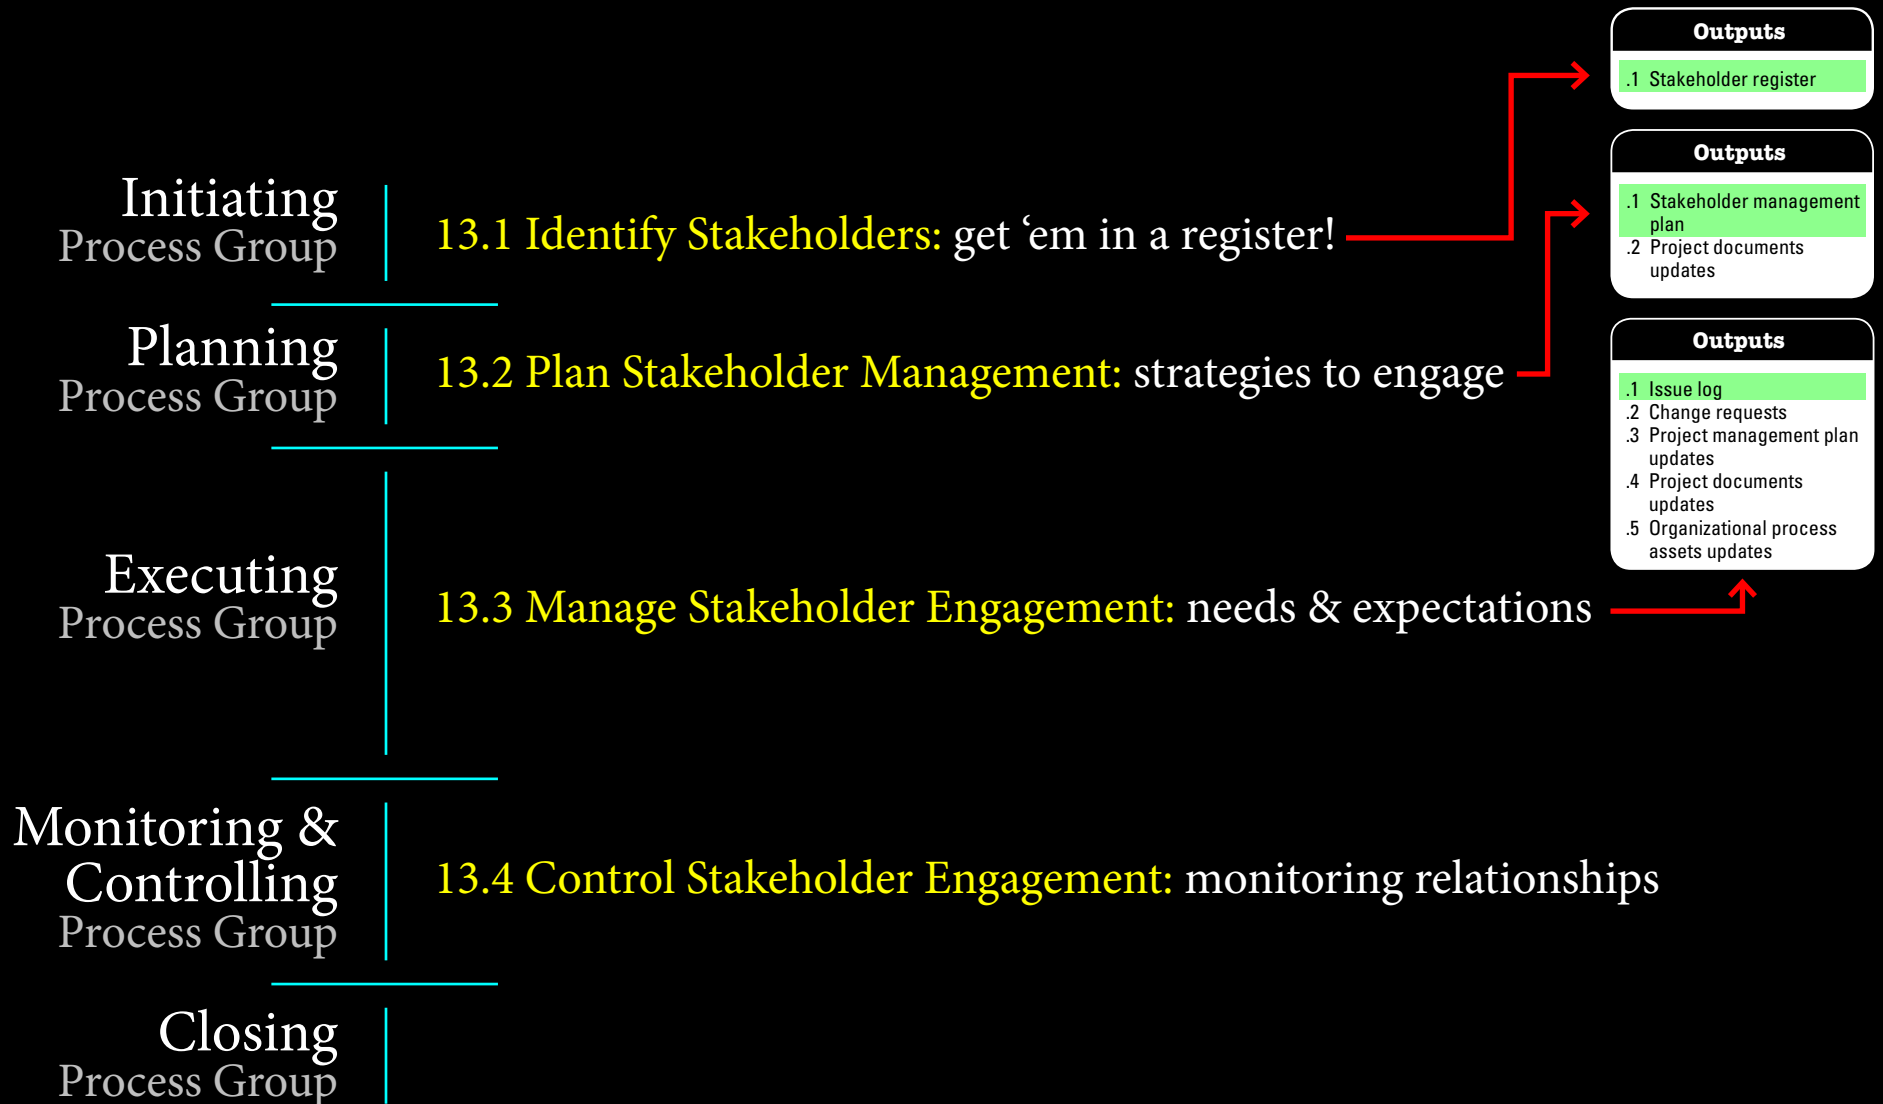 Outputs
.1 Stakeholder register
Outputs
.1 Stakeholder management
plan
.2 Project documents
updates
Outputs
.1 Issue log
.2 Change requests
.3 Project management plan
updates
.4 Project documents
updates
.5 Organizational process
assets updates
Initiating
Process Group
13.1 Identify Stakeholders: get ‘em in a register!
Planning
Process Group
13.2 Plan Stakeholder Management: strategies to engage
Executing
Process Group
13.3 Manage Stakeholder Engagement: needs & expectations
Monitoring &
Controlling
Process Group
13.4 Control Stakeholder Engagement: monitoring relationships
Closing
Process Group